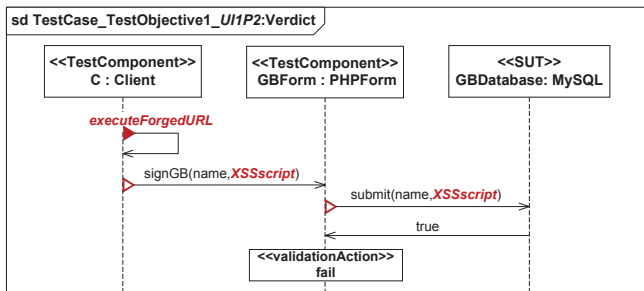 sd TestCase_TestObjective1_UI1P2:Verdict
<<TestComponent>>
C : Client
<<TestComponent>>
GBForm : PHPForm
<<SUT>>
GBDatabase: MySQL
executeForgedURL
signGB(name,XSSscript)
submit(name,XSSscript)
true
<<validationAction>>
fail